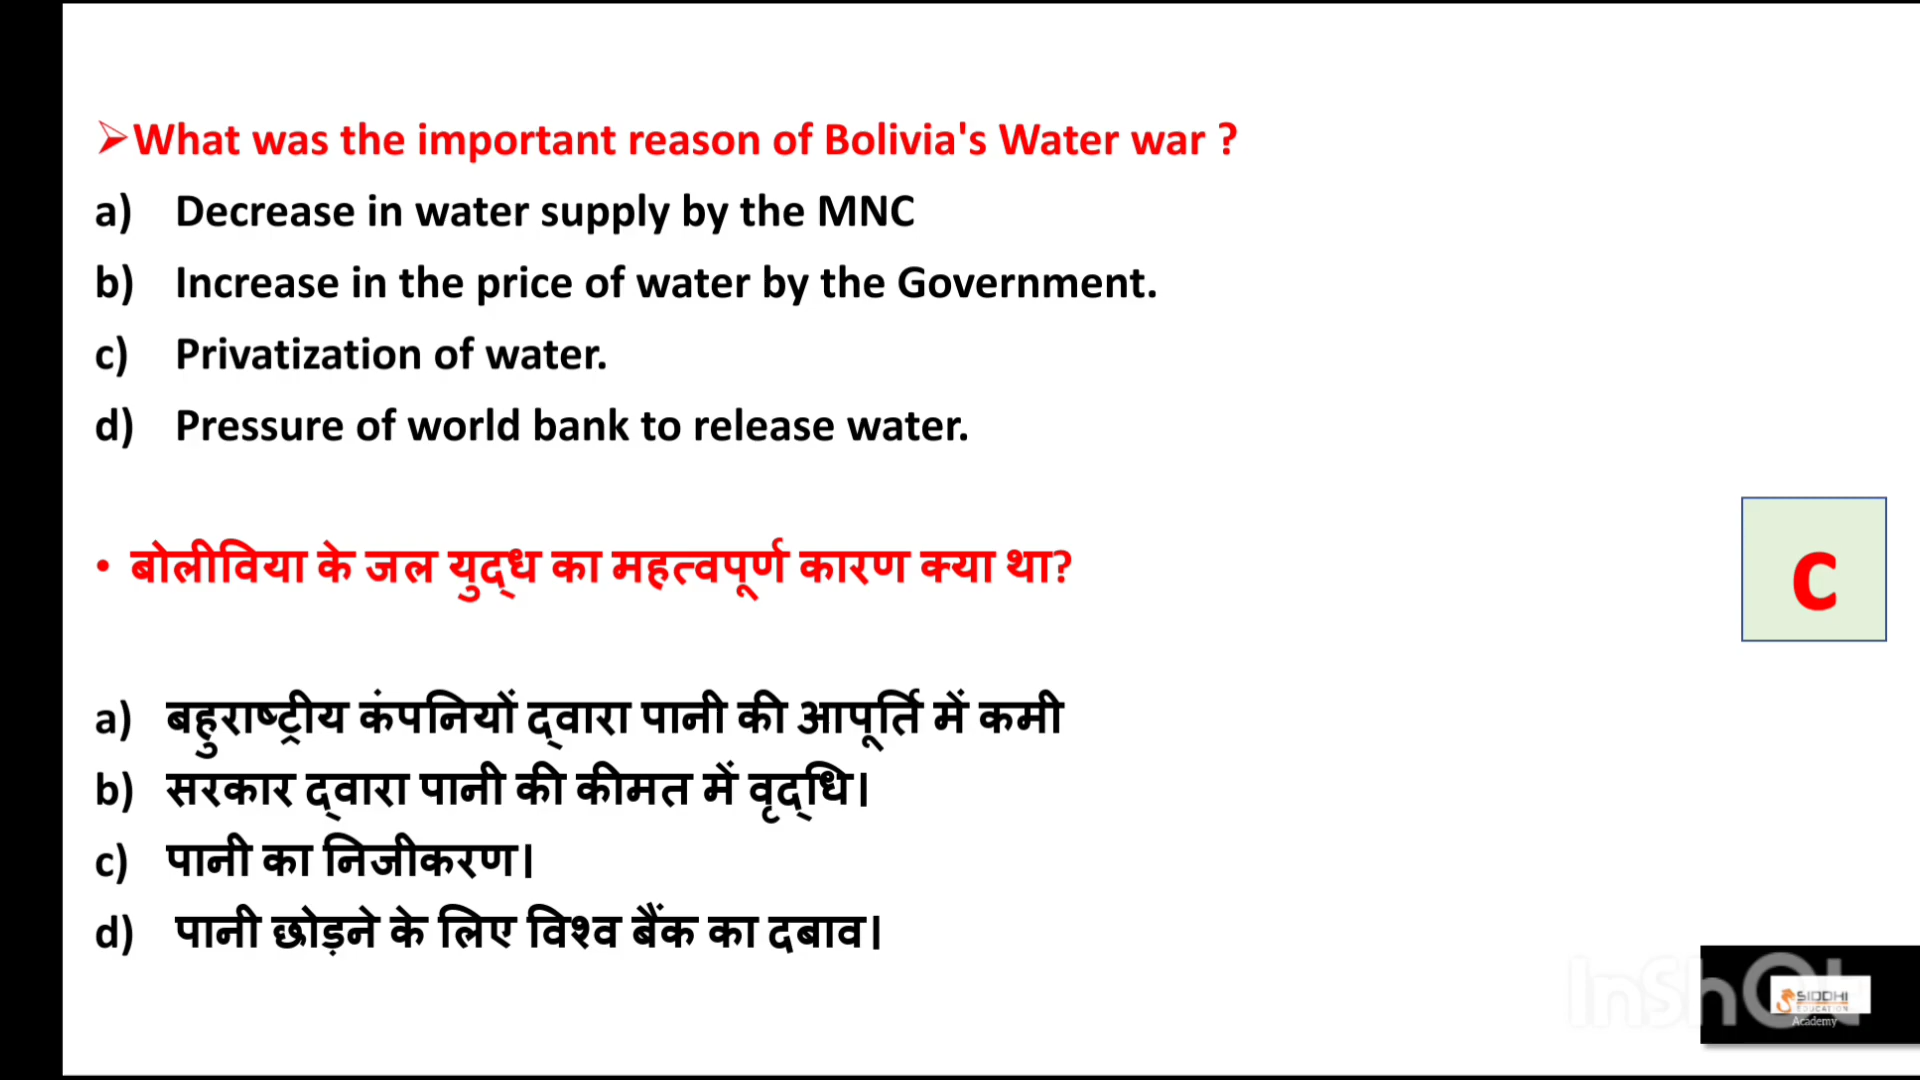 ➢What was the important reason of Bolivia's Water war ?
a) Decrease in water supply by the MNC
b) Increase in the price of water by the Government.
c) Privatization of water.
d) Pressure of world bank to release water.
• बोलीविया के जल युद्ध का महत्वपूर्ण कारण क्या था?
C
a) बहुराष्ट्रीय कंपनियों द्वारा पानी की आपूर्ति में कमी
b) सरकार द्वारा पानी की कीमत में वृद्धि।
c) पानी का निजीकरण।
d) पानी छोड़ने के लिए विश्व बैंक का दबाव।
InShOt
SIDDHI
EDUCATION
Academy